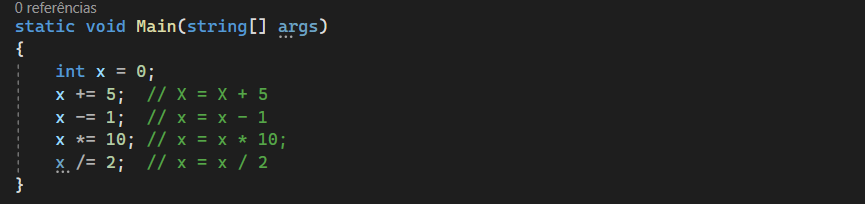 0 referências
static void Main(string[] args)
{
int x = 0;
x += 5; // X = X + 5
x -= 1; // x = x - 1
x *= 10; // x = x * 10;
x /= 2; // x = x / 2
}